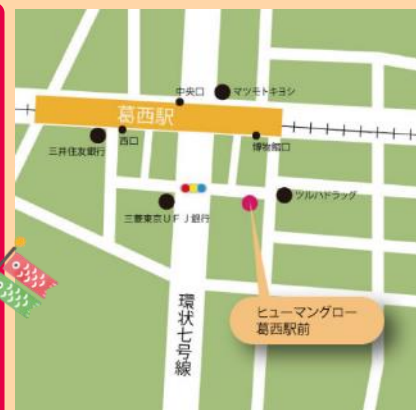 中央口
マツモトキヨシ
葛西駅
三井住友銀行
西口
博物館口
三菱東京UFJ銀行
ツルハドラッグ
環状七号線
ヒューマングロー
葛西駅前